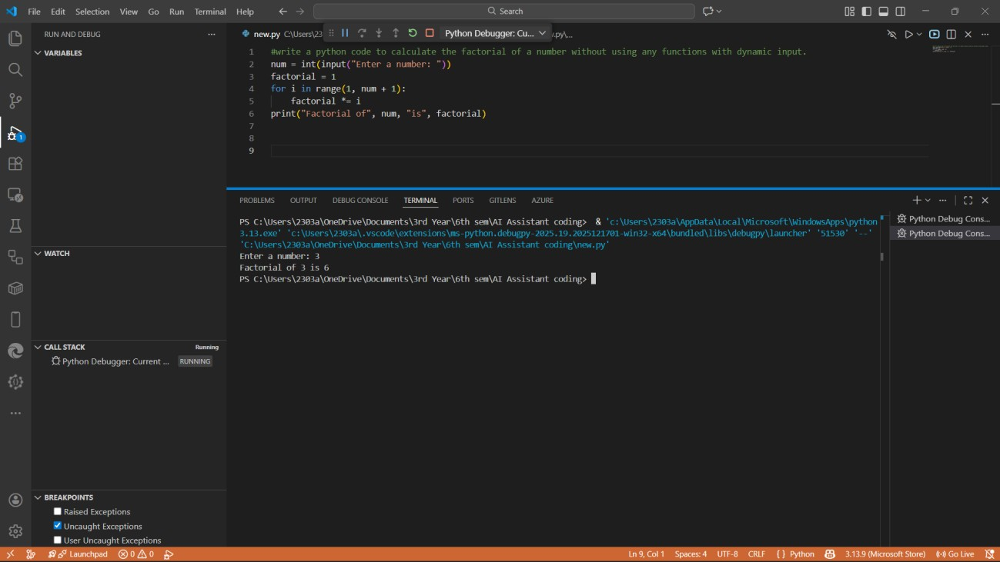 File Edit Selection View Go Run Terminal Help
Search
RUN AND DEBUG
VARIABLES
WATCH
CALL STACK
Running
Python Debugger: Current ...
RUNNING
BREAKPOINTS
Raised Exceptions
Uncaught Exceptions
User Uncaught Exceptions
1
new.py C:\Users\23
Python Debugger: Cu...
.py\...
1 #write a python code to calculate the factorial of a number without using any functions with dynamic input.
2 num = int(input("Enter a number: "))
3 factorial = 1
4 for i in range(1, num + 1):
5     factorial *= i
6 print("Factorial of", num, "is", factorial)
7
8
9
PROBLEMS OUTPUT DEBUG CONSOLE TERMINAL PORTS GITLENS AZURE
PS C:\Users\2303a\OneDrive\Documents\3rd Year\6th sem\AI Assistant coding>  & 'c:\Users\2303a\AppData\Local\Microsoft\WindowsApps\python
3.13.exe' 'c:\Users\2303a\.vscode\extensions\ms-python.debugpy-2025.19.2025121701-win32-x64\bundled\libs\debugpy\launcher' '51530' '--'
'C:\Users\2303a\OneDrive\Documents\3rd Year\6th sem\AI Assistant coding\new.py'
Enter a number: 3
Factorial of 3 is 6
PS C:\Users\2303a\OneDrive\Documents\3rd Year\6th sem\AI Assistant coding>
Python Debug Cons...
Python Debug Cons...
Launchpad 0 0 Ln 9, Col 1 Spaces: 4 UTF-8 CRLF { } Python 3.13.9 (Microsoft Store) Go Live